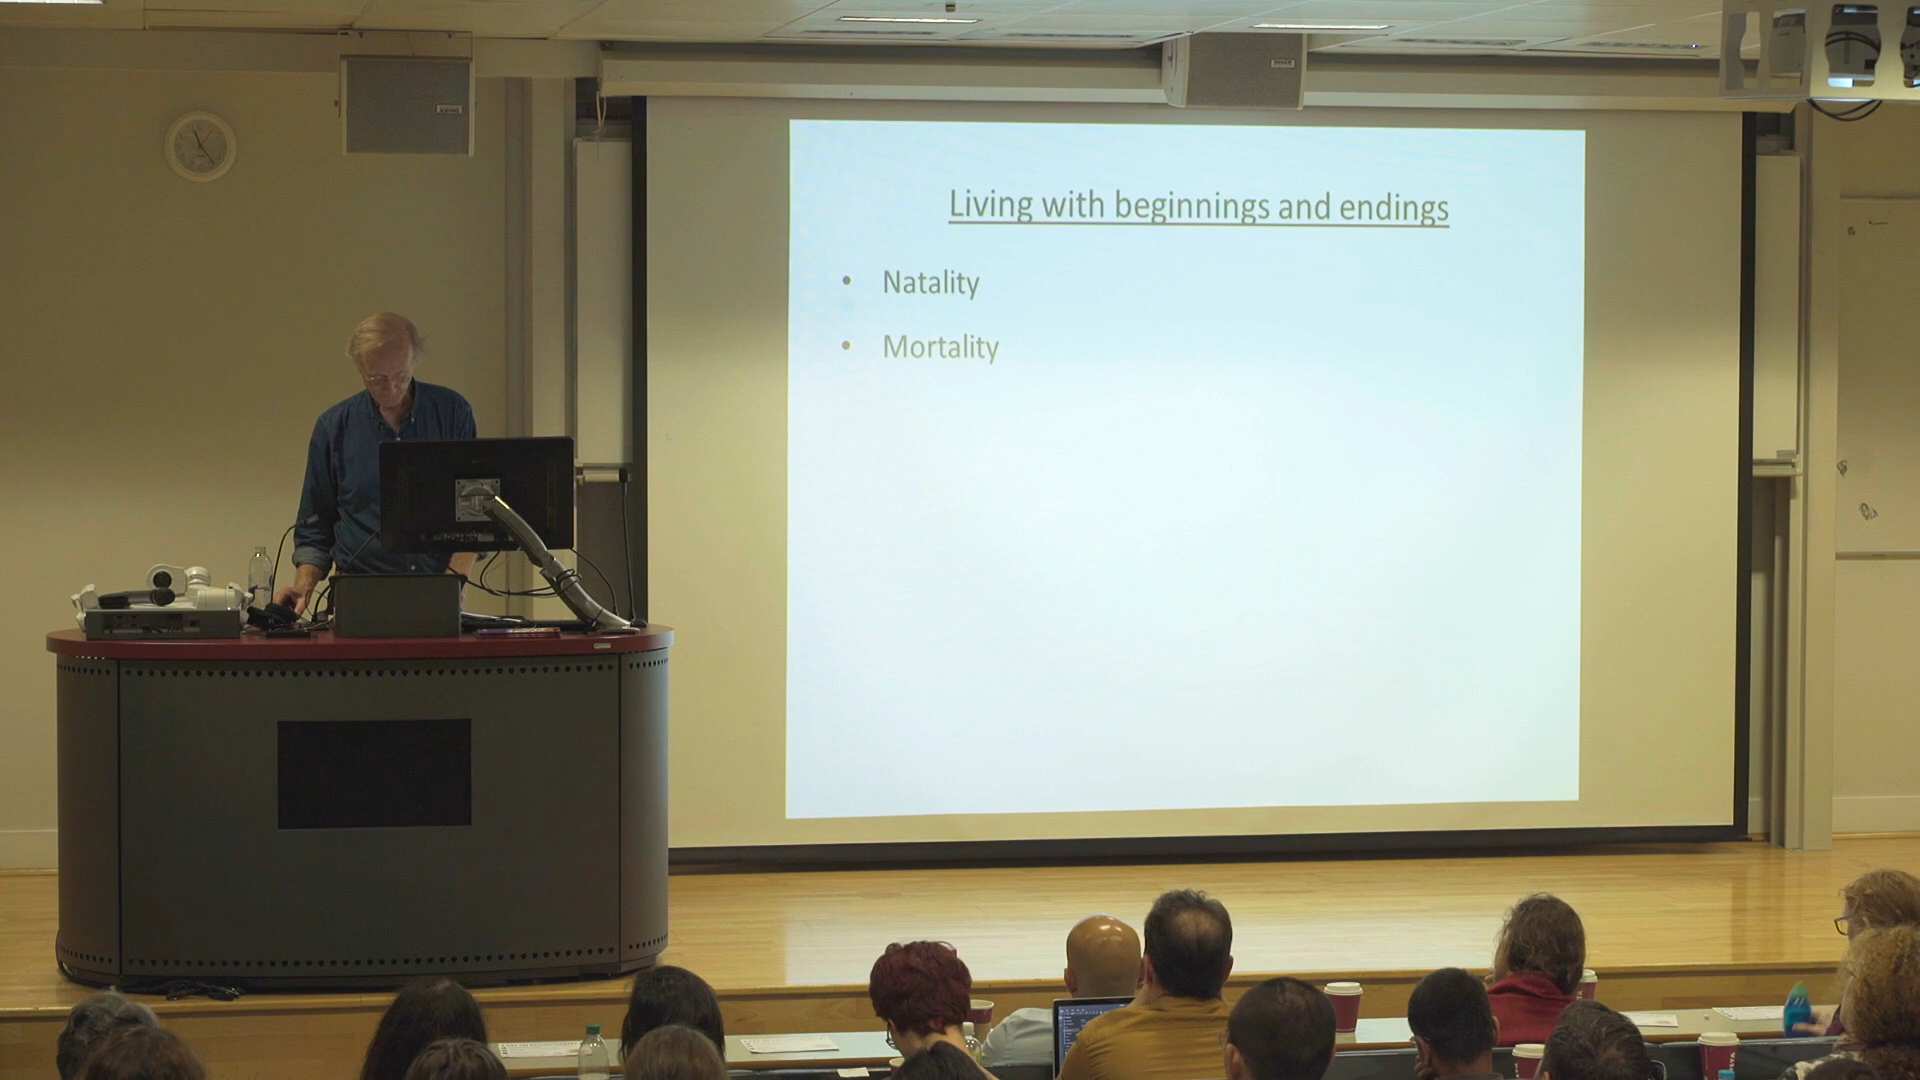 Living with beginnings and endings
• Natality
• Mortality